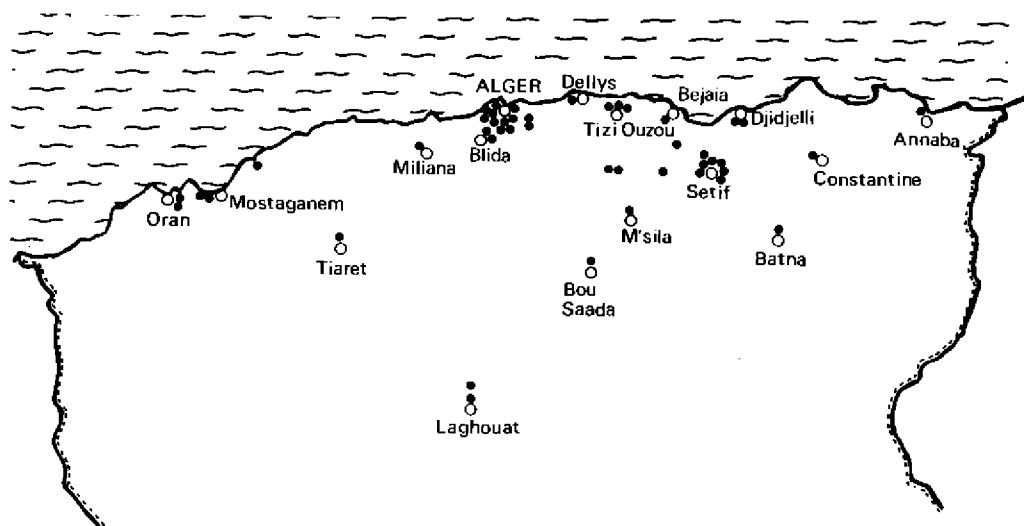 Dellys
ALGER
Bejaia
Djidjelli
Tizi Ouzou
Annaba
Blida
Miliana
Constantine
Setif
Mostaganem
Oran
M'sila
Batna
Tiaret
Bou
Saada
Laghouat